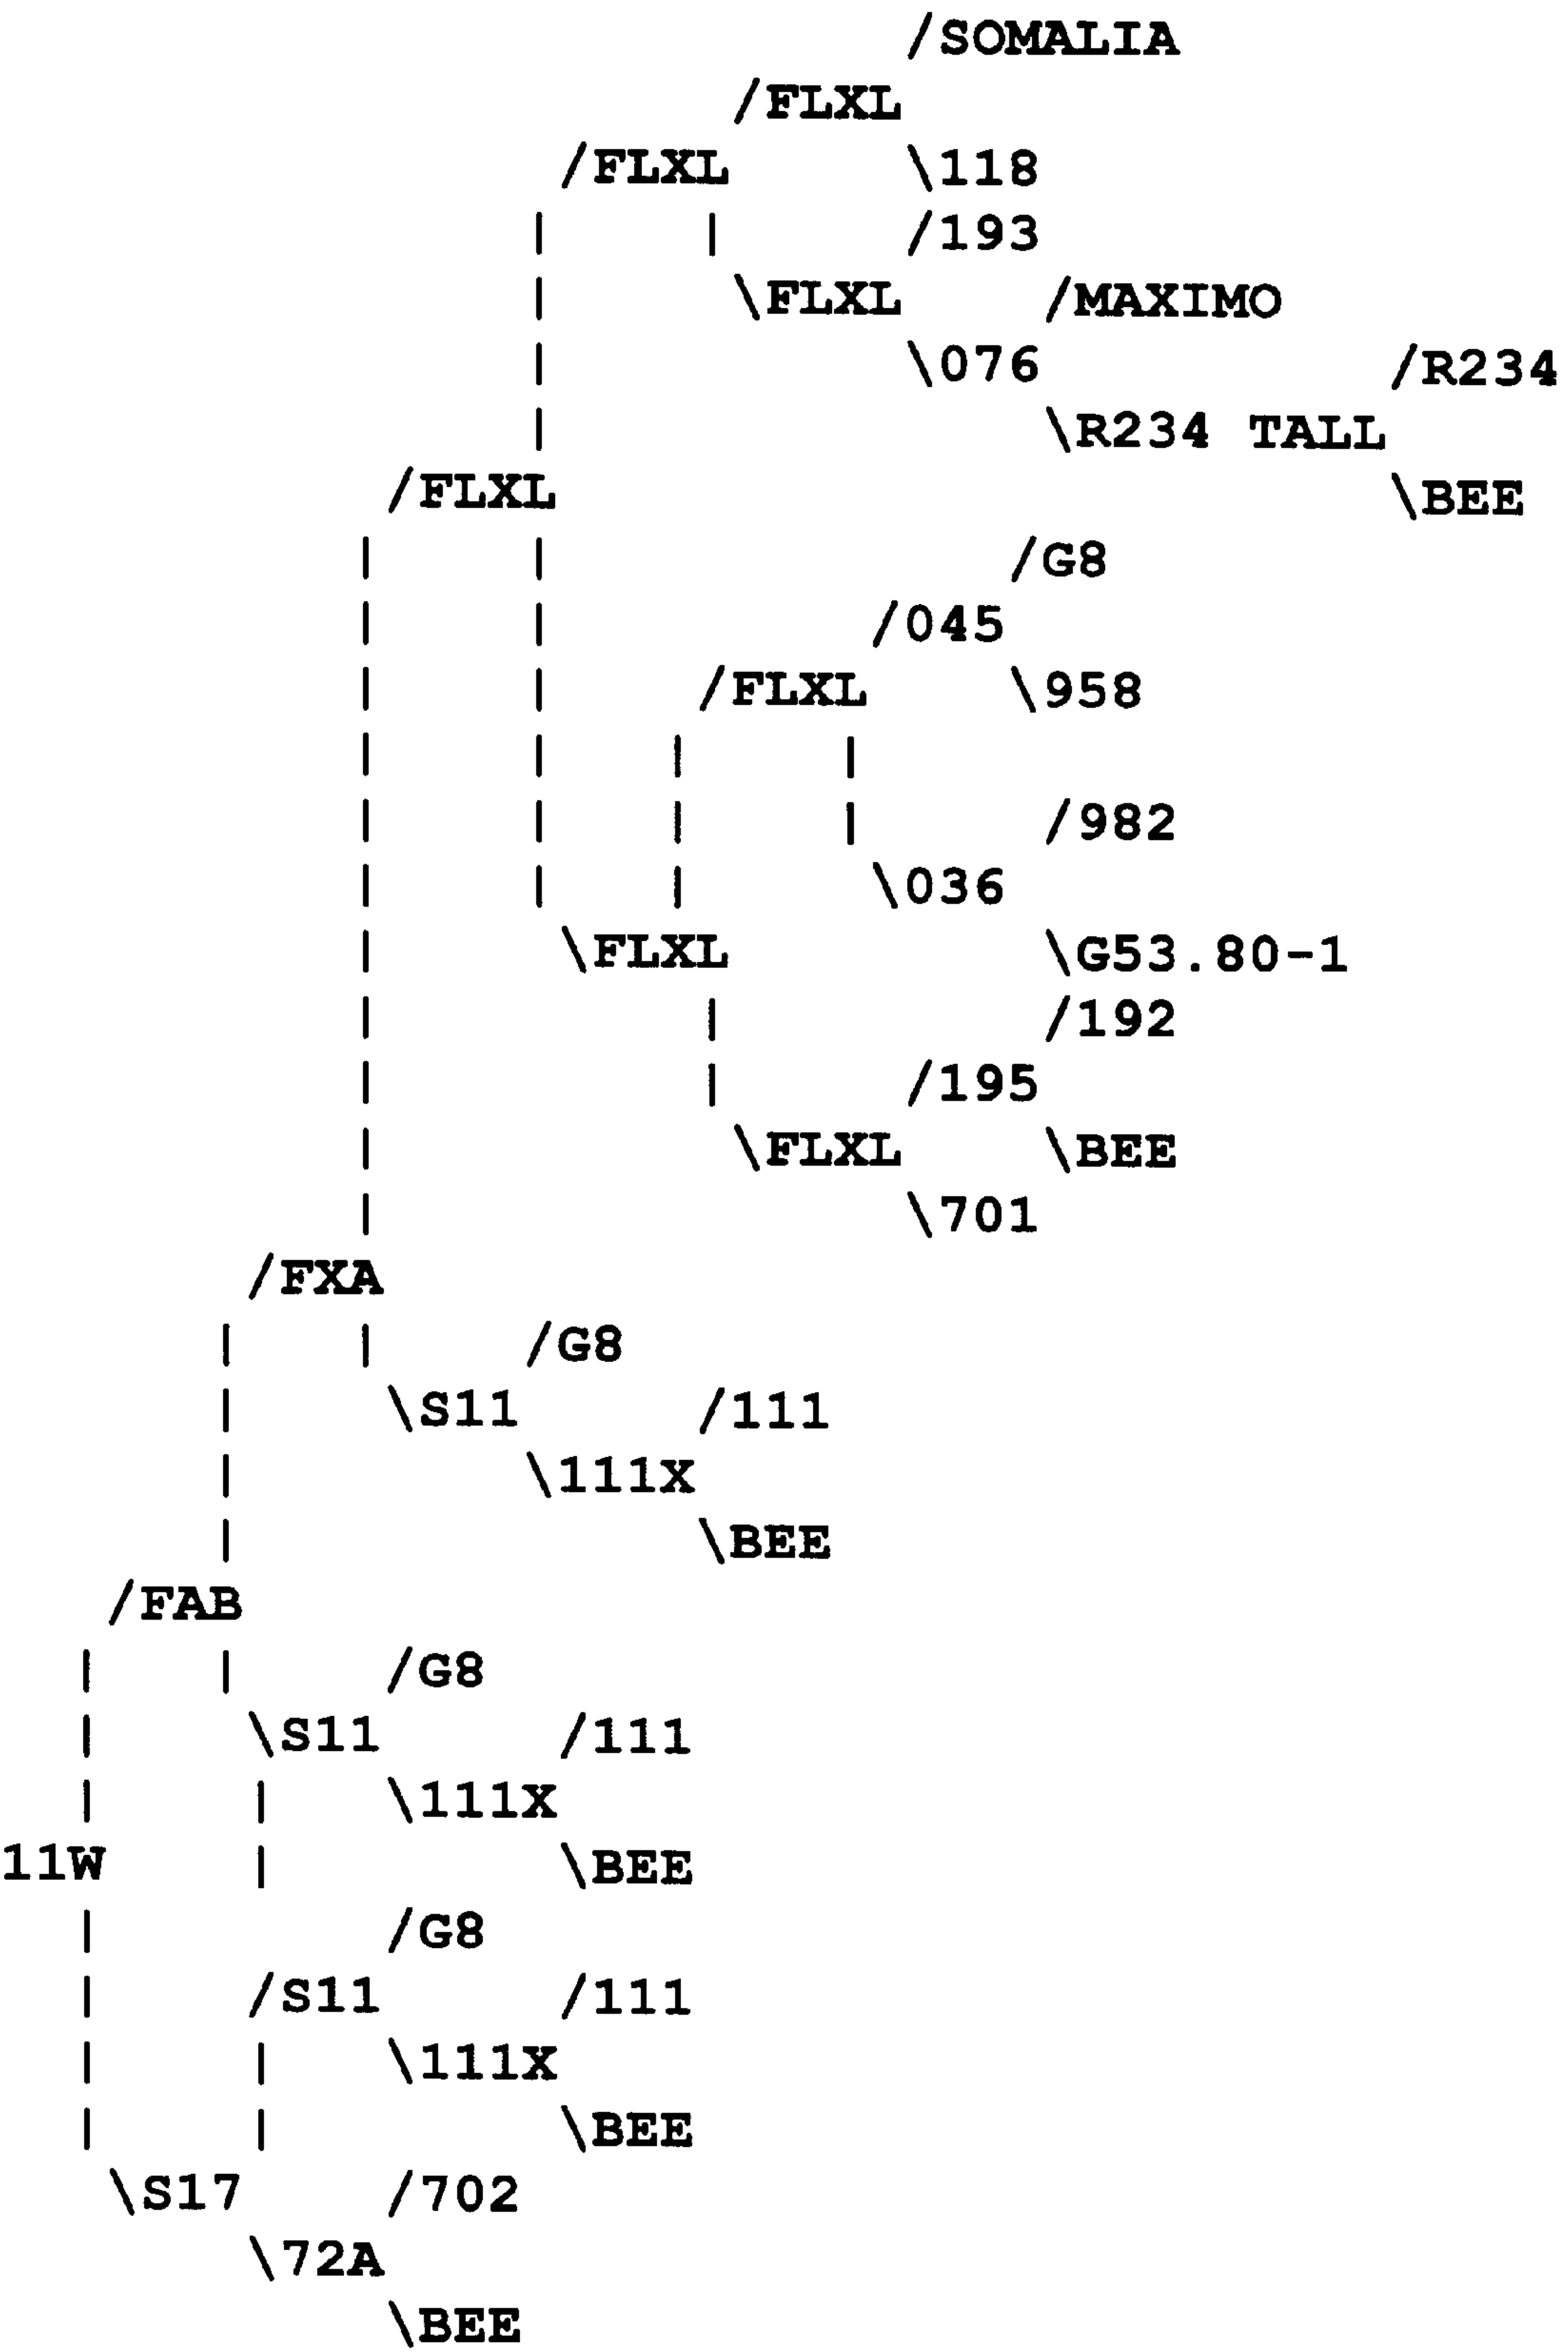 /SOMALIA
/FLXL
/FLXL \118
| | /193
| \FLXL /MAXIMO
| \076 /R234
| \R234 TALL
/FLXL \BEE
| | /G8
| | /045
| | /FLXL \958
| | | |
| | | | /982
| | | \036
| \FLXL \G53.80-1
| | /192
| | /195
| \FLXL \BEE
| \701
/FXA
| | /G8
| \S11 /111
| \111X
| \BEE
/FAB
| | /G8
| \S11 /111
| | \111X
11W | \BEE
| /G8
| /S11 /111
| | \111X
| | \BEE
\S17 /702
\72A
\BEE